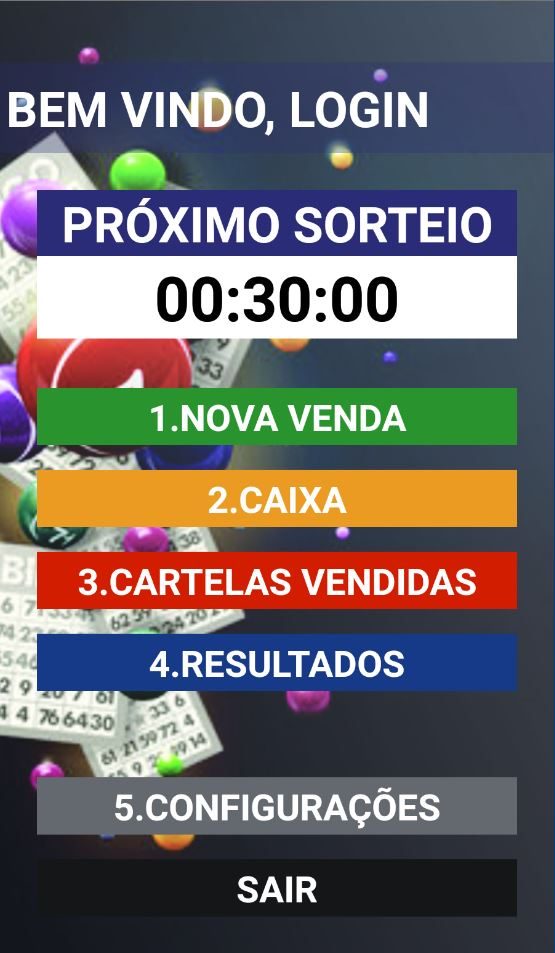 BEM VINDO, LOGIN
PRÓXIMO SORTEIO
00:30:00
1.NOVA VENDA
2.CAIXA
3.CARTELAS VENDIDAS
4.RESULTADOS
5.CONFIGURAÇÕES
SAIR